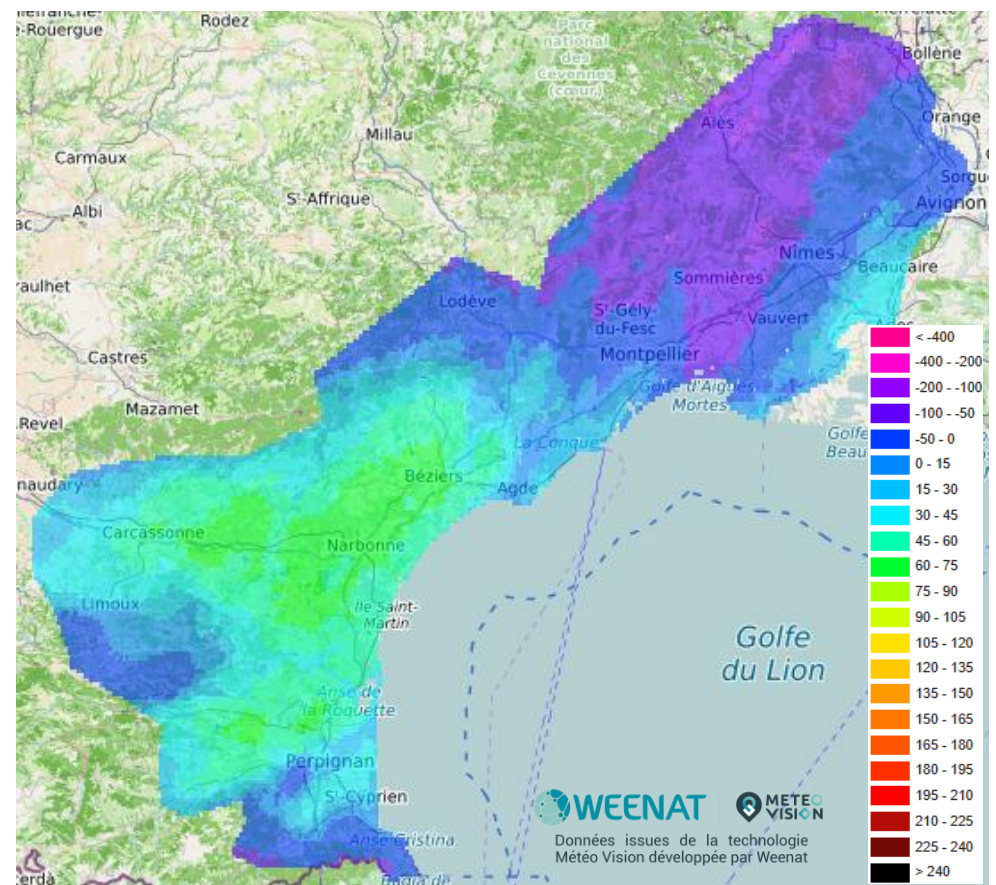 Rodez
-Rouergue
Parc
national
des
Cévennes
(cœur)
Bollène
Millau
Alès
Orange
Carmaux
Sorgu
Sᵗ-Affrique
Albi
Avignon
Nîmes
Beaucaire
raulhet
Sommières
Lodève
Sᵗ-Gély-
du-Fesc
Vauvert
Castres
Montpellier
Golfe d'Aigues
Mortes
Mazamet
Revel
Golfe
Beau
La Conque
Béziers
naudary
Agde
Carcassonne
Narbonne
Limoux
Île Saint-
Martin
Golfe
du Lion
Anse de
la Roquette
Perpignan
Sᵗ-Cyprien
Anse Cristina
erda
< -400
-400 - -200
-200 - -100
-100 - -50
-50 - 0
0 - 15
15 - 30
30 - 45
45 - 60
60 - 75
75 - 90
90 - 105
105 - 120
120 - 135
135 - 150
150 - 165
165 - 180
180 - 195
195 - 210
210 - 225
225 - 240
> 240
WEENAT
METEO
VISION
Données issues de la technologie
Météo Vision développée par Weenat